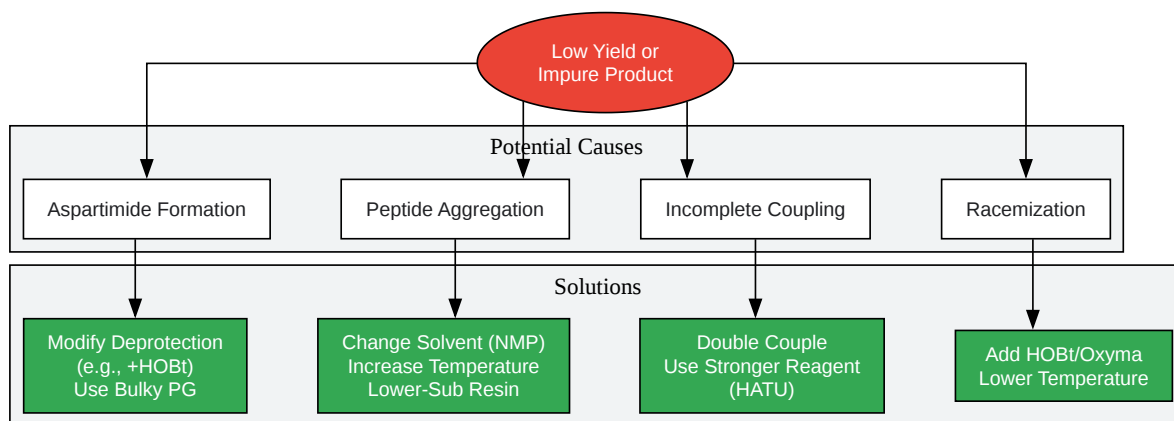 Low Yield or
Impure Product
Potential Causes
Aspartimide Formation
Peptide Aggregation
Incomplete Coupling
Racemization
Solutions
Modify Deprotection
(e.g., +HOBt)
Use Bulky PG
Change Solvent (NMP)
Increase Temperature
Lower-Sub Resin
Double Couple
Use Stronger Reagent
(HATU)
Add HOBt/Oxyma
Lower Temperature